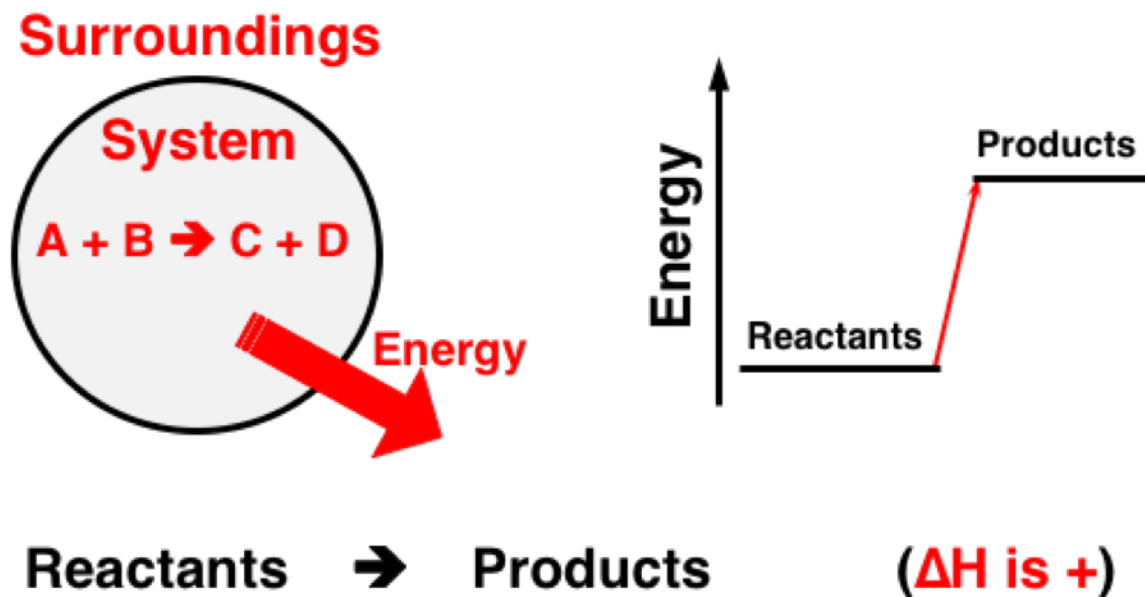 Surroundings
System
A + B ➔ C + D
Energy
Energy
Products
Reactants
Reactants ➔ Products (ΔH is +)